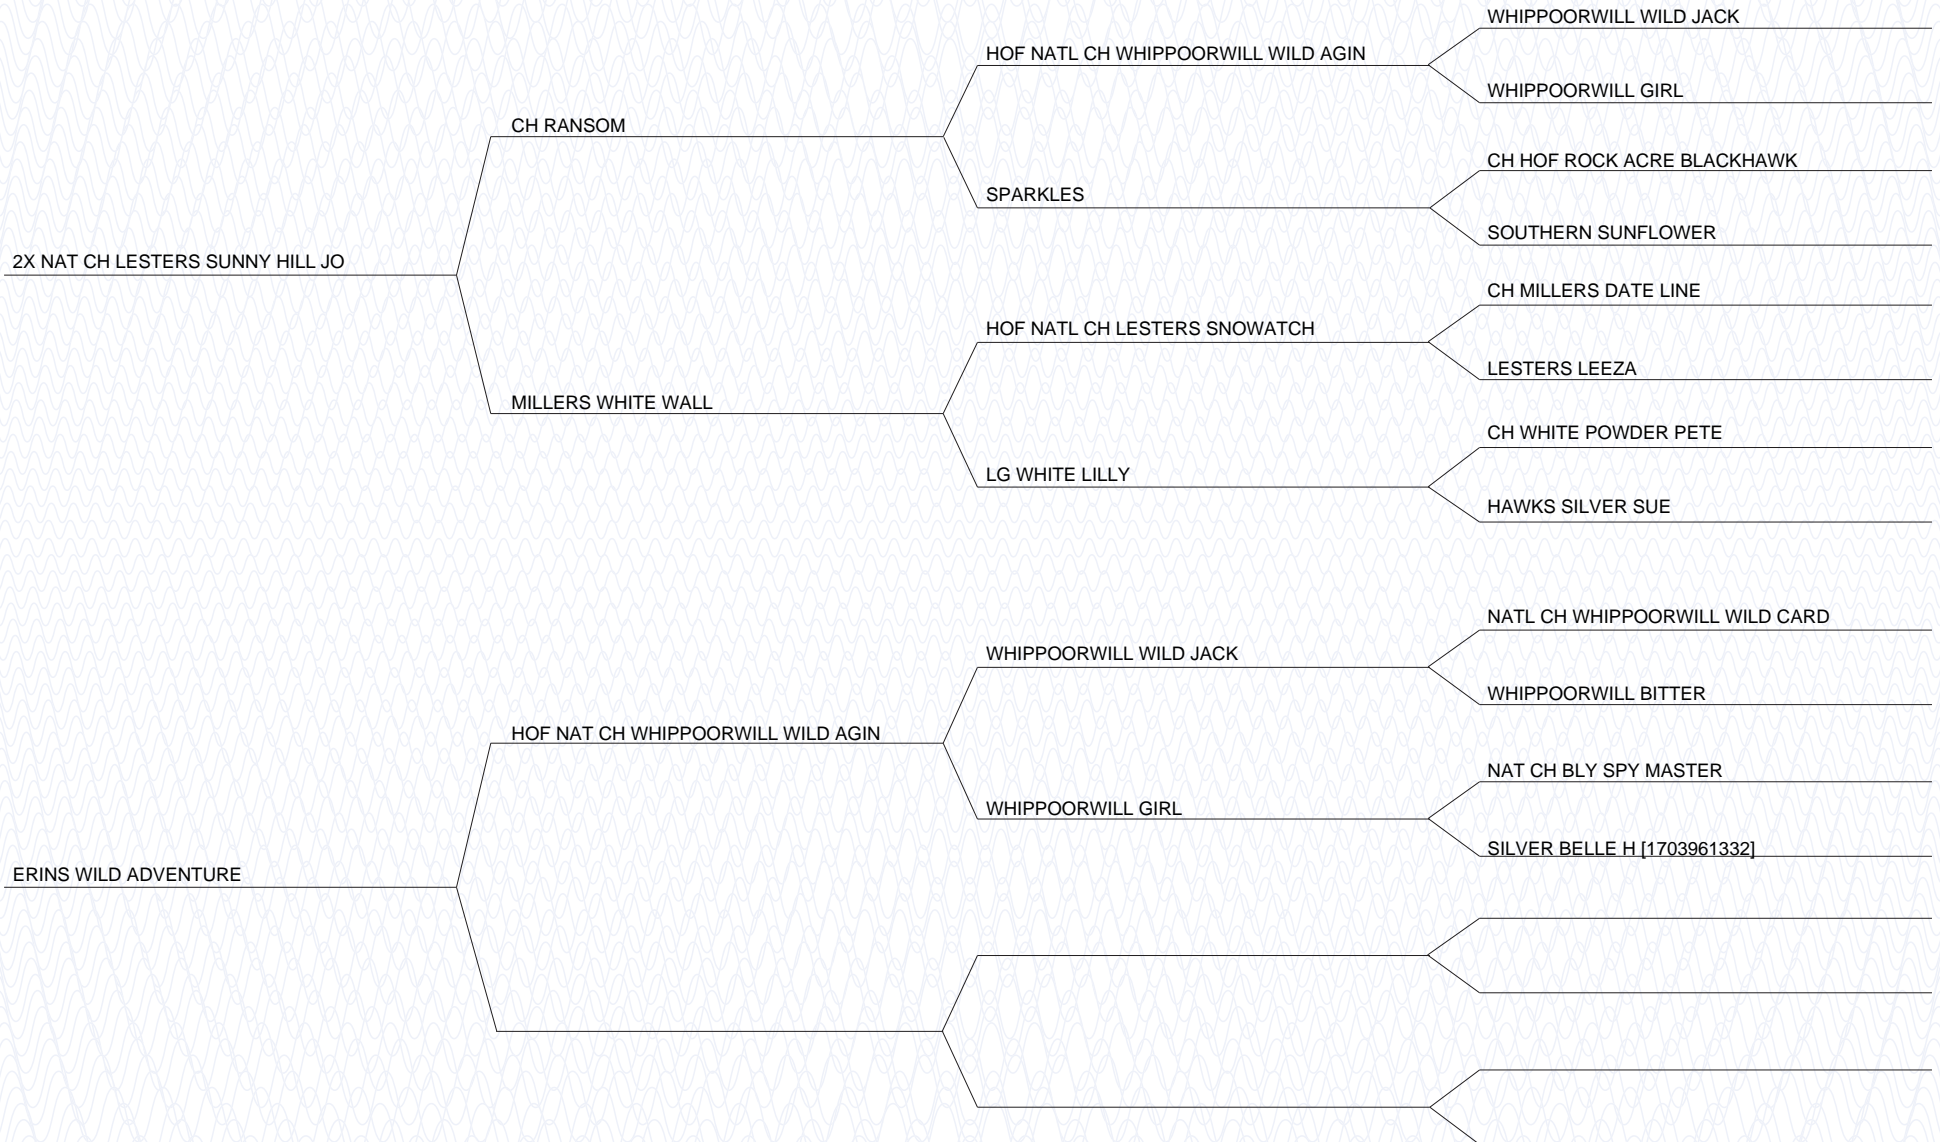 WHIPPOORWILL WILD JACK
HOF NATL CH WHIPPOORWILL WILD AGIN
WHIPPOORWILL GIRL
CH RANSOM
CH HOF ROCK ACRE BLACKHAWK
SPARKLES
SOUTHERN SUNFLOWER
2X NAT CH LESTERS SUNNY HILL JO
CH MILLERS DATE LINE
HOF NATL CH LESTERS SNOWATCH
LESTERS LEEZA
MILLERS WHITE WALL
CH WHITE POWDER PETE
LG WHITE LILLY
HAWKS SILVER SUE
NATL CH WHIPPOORWILL WILD CARD
WHIPPOORWILL WILD JACK
WHIPPOORWILL BITTER
HOF NAT CH WHIPPOORWILL WILD AGIN
NAT CH BLY SPY MASTER
WHIPPOORWILL GIRL
SILVER BELLE H [1703961332]
ERINS WILD ADVENTURE